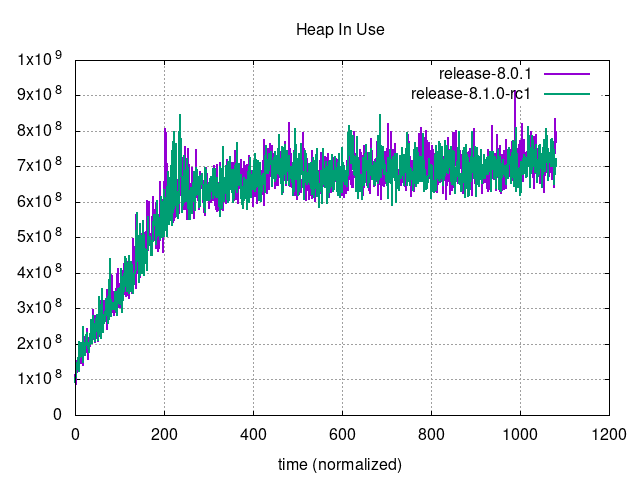 Heap In Use
1x10^9
9x10^8
8x10^8
7x10^8
6x10^8
5x10^8
4x10^8
3x10^8
2x10^8
1x10^8
0
release-8.0.1
release-8.1.0-rc1
0 200 400 600 800 1000 1200
time (normalized)